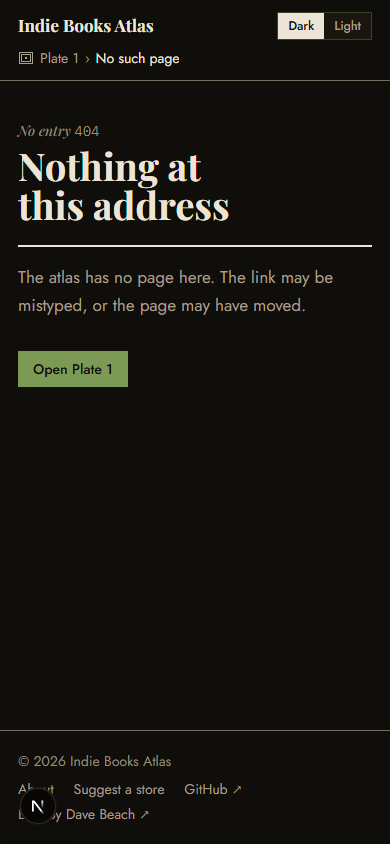 Indie Books Atlas
Dark Light
Plate 1 › No such page
No entry 404
Nothing at
this address
The atlas has no page here. The link may be
mistyped, or the page may have moved.
Open Plate 1
© 2026 Indie Books Atlas
Suggest a store GitHub ↗
N
by Dave Beach ↗